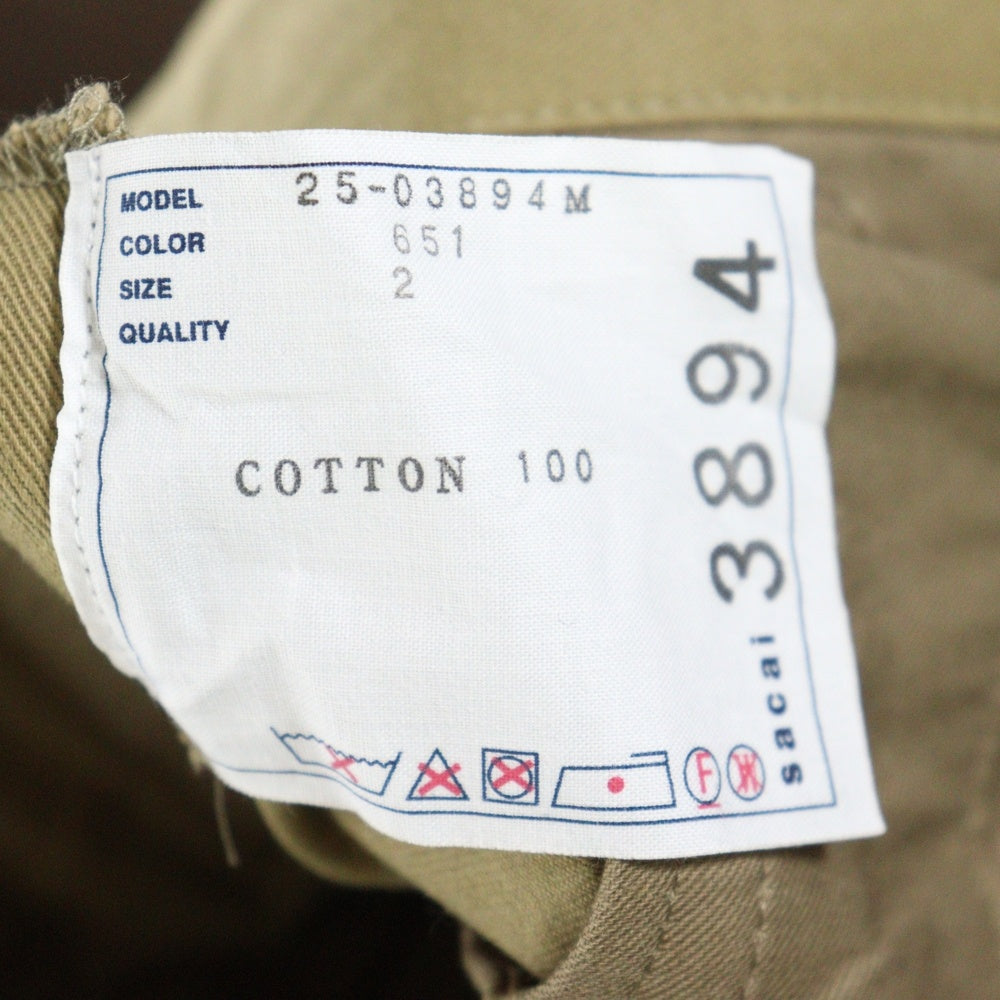 MODEL 25-03894M
COLOR 651
SIZE 2
QUALITY
COTTON 100
sacai 3894
F W